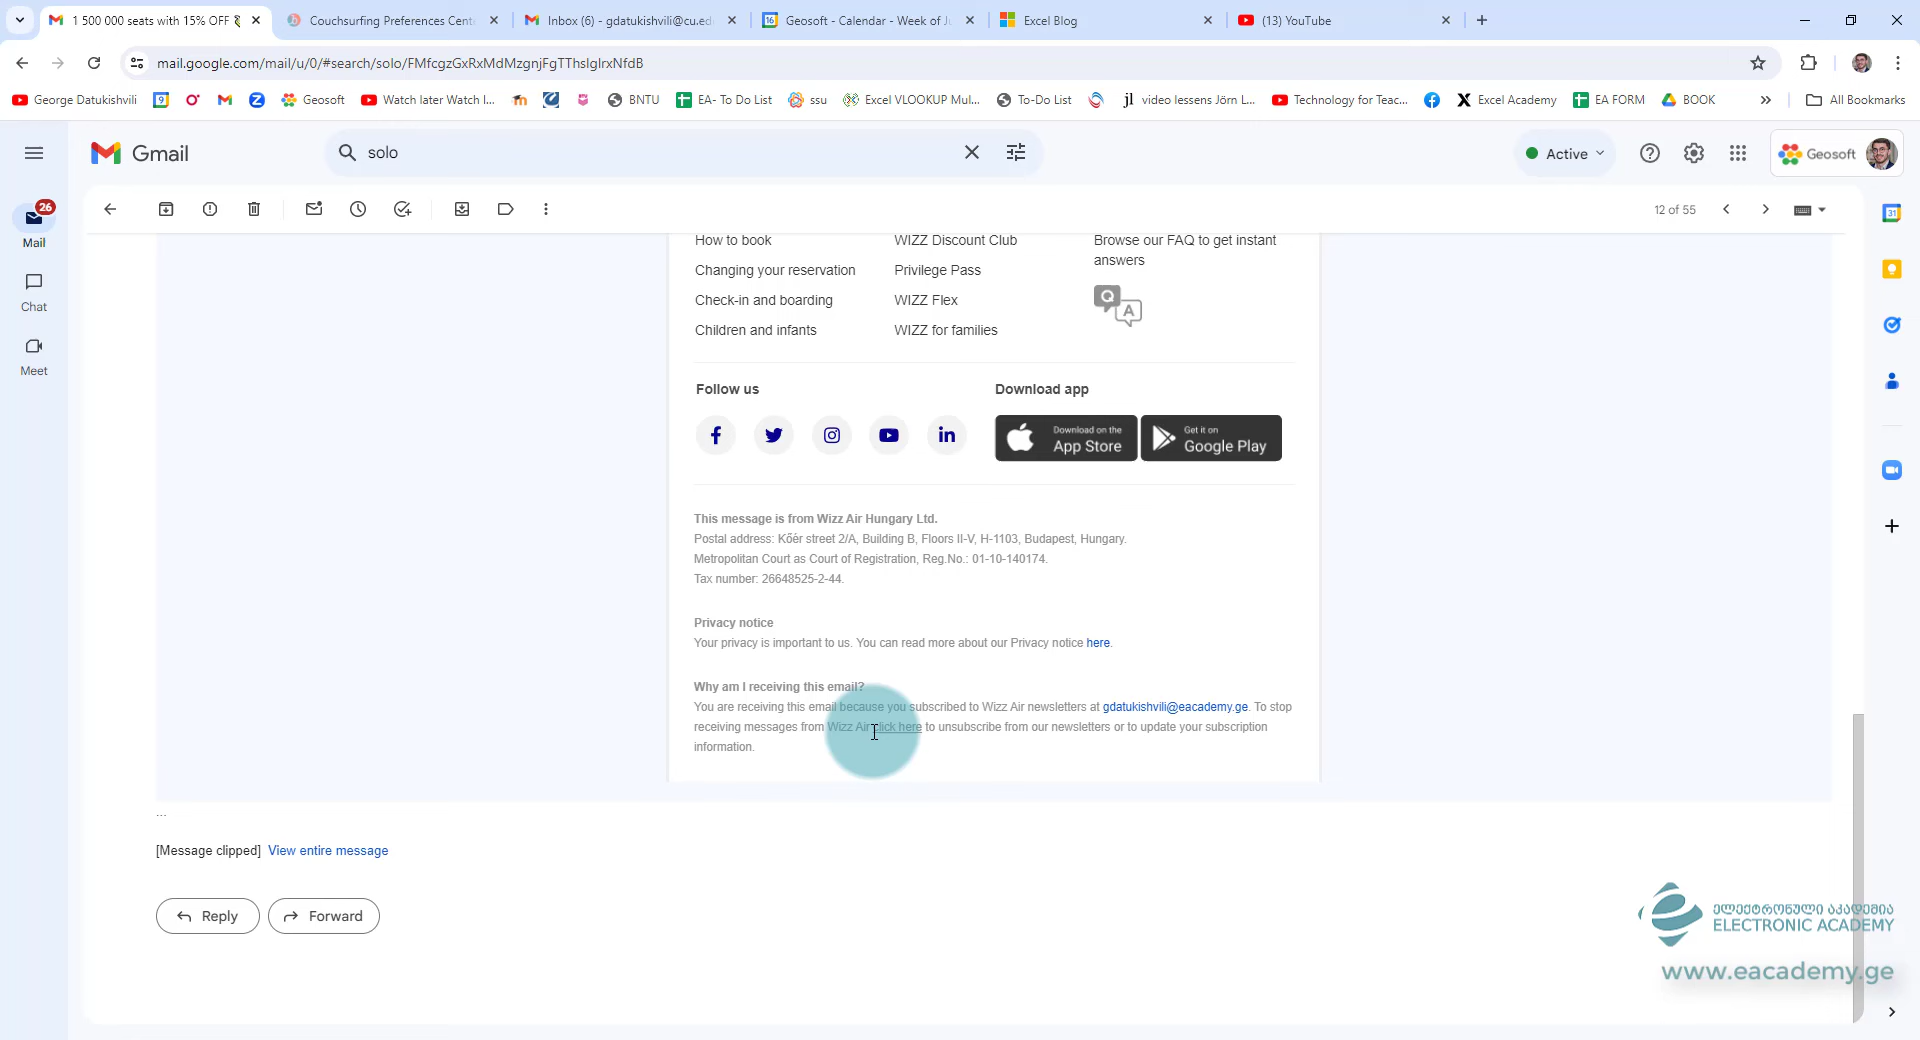 1 500 000 seats with 15% OFF
Couchsurfing Preferences Cent
Inbox (6) - gdatukishvili@cu.ed
Geosoft - Calendar - Week of Ju
Excel Blog
(13) YouTube
mail.google.com/mail/u/0/#search/solo/FMfcgzGxRxMdMzgnjFgTThslglrxNfdB
George Datukishvili
Geosoft
Watch later Watch l...
BNTU
EA- To Do List
ssu
Excel VLOOKUP Mul...
To-Do List
jl video lessens Jörn L...
Technology for Teac...
Excel Academy
EA FORM
BOOK
All Bookmarks
Gmail
solo
Active
Geosoft
26
Mail
Chat
Meet
12 of 55
How to book
WIZZ Discount Club
Browse our FAQ to get instant
answers
Changing your reservation
Privilege Pass
Check-in and boarding
WIZZ Flex
Q A
Children and infants
WIZZ for families
Follow us
Download app
Download on the
App Store
Get it on
Google Play
This message is from Wizz Air Hungary Ltd.
Postal address: Kőér street 2/A, Building B, Floors II-V, H-1103, Budapest, Hungary.
Metropolitan Court as Court of Registration, Reg.No.: 01-10-140174.
Tax number: 26648525-2-44.
Privacy notice
Your privacy is important to us. You can read more about our Privacy notice here.
Why am I receiving this email?
You are receiving this email because you subscribed to Wizz Air newsletters at gdatukishvili@eacademy.ge. To stop
receiving messages from Wizz Air click here to unsubscribe from our newsletters or to update your subscription
information.
...
[Message clipped] View entire message
Reply
Forward
ელექტრონული აკადემია
ELECTRONIC ACADEMY
www.eacademy.ge